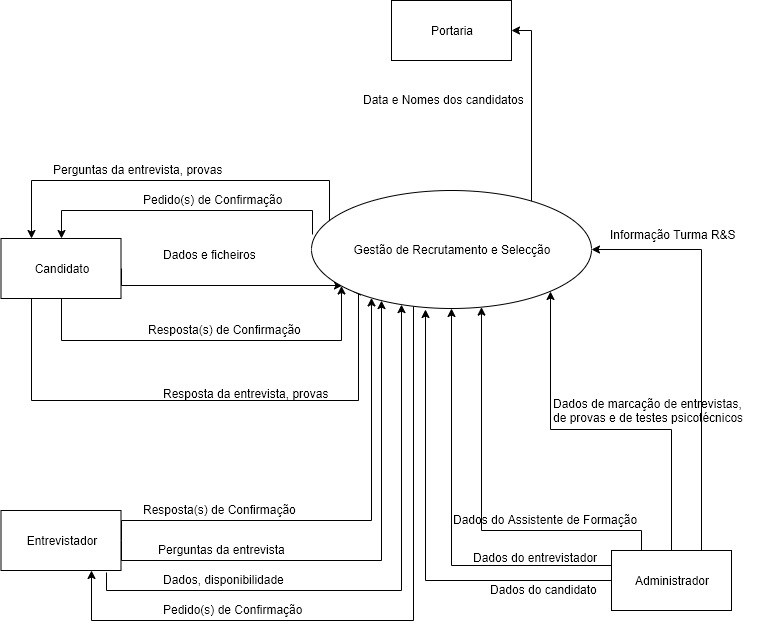 Portaria
Data e Nomes dos candidatos
Perguntas da entrevista, provas
Pedido(s) de Confirmação
Informação Turma R&S
Gestão de Recrutamento e Selecção
Dados e ficheiros
Candidato
Resposta(s) de Confirmação
Resposta da entrevista, provas
Dados de marcação de entrevistas,
de provas e de testes psicotécnicos
Resposta(s) de Confirmação
Dados do Assistente de Formação
Entrevistador
Perguntas da entrevista
Dados do entrevistador
Dados, disponibilidade
Administrador
Dados do candidato
Pedido(s) de Confirmação